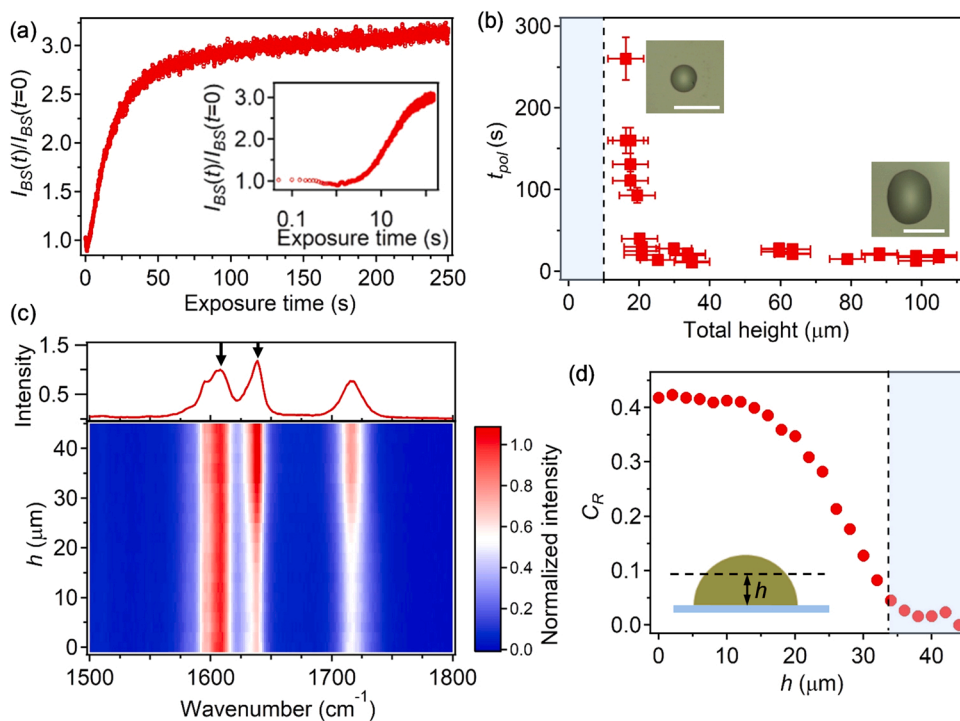 (a)
I_BS(t)/I_BS(t=0)
3.0
2.5
2.0
1.5
1.0
0 50 100 150 200 250
Exposure time (s)
I_BS(t)/I_BS(t=0)
3.0
2.0
1.0
0.1 10
Exposure time (s)
(b)
t_pol (s)
300
200
100
0
0 20 40 60 80 100
Total height (μm)
(c)
Intensity
1.5
0.5
h (μm)
40
30
20
10
0
1500 1600 1700 1800
Wavenumber (cm⁻¹)
1.0
0.8
0.6
0.4
0.2
0.0
Normalized intensity
(d)
C_R
0.4
0.3
0.2
0.1
0.0
h
0 10 20 30 40
h (μm)